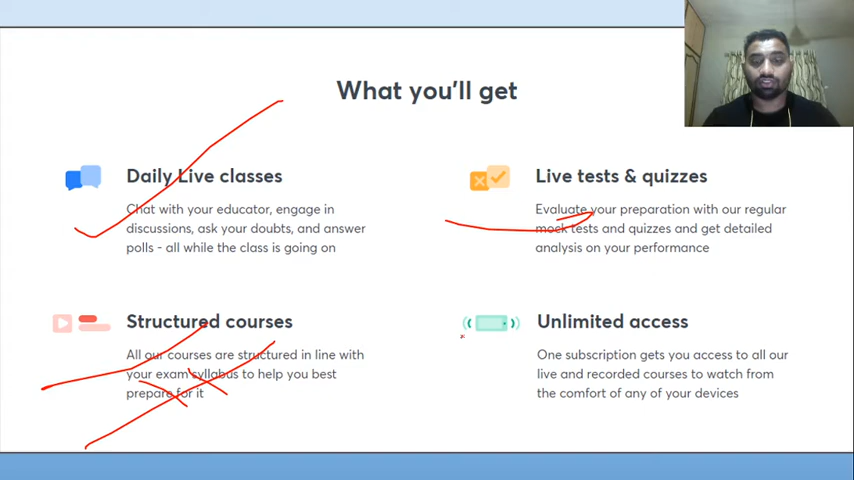 What you'll get
Daily Live classes
Chat with your educator, engage in
discussions, ask your doubts, and answer
polls - all while the class is going on
Live tests & quizzes
Evaluate your preparation with our regular
mock tests and quizzes and get detailed
analysis on your performance
Structured courses
All our courses are structured in line with
your exam syllabus to help you best
prepare for it
Unlimited access
One subscription gets you access to all our
live and recorded courses to watch from
the comfort of any of your devices